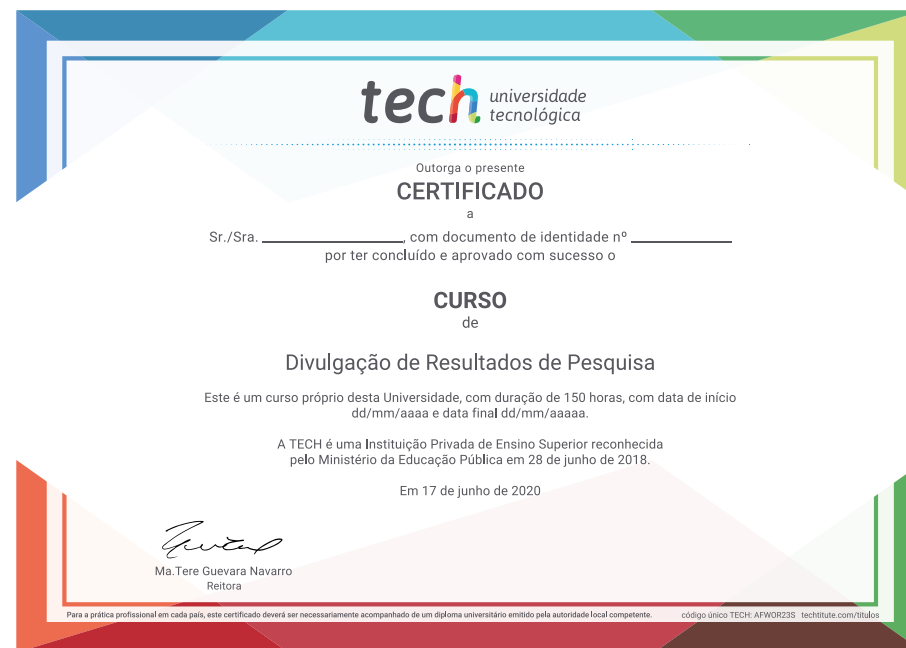 tech universidade
tecnológica
Outorga o presente
CERTIFICADO
a
Sr./Sra. ____________________, com documento de identidade nº ______________
por ter concluído e aprovado com sucesso o
CURSO
de
Divulgação de Resultados de Pesquisa
Este é um curso próprio desta Universidade, com duração de 150 horas, com data de início
dd/mm/aaaa e data final dd/mm/aaaaa.
A TECH é uma Instituição Privada de Ensino Superior reconhecida
pelo Ministério da Educação Pública em 28 de junho de 2018.
Em 17 de junho de 2020
Ma.Tere Guevara Navarro
Reitora
Para a prática profissional em cada país, este certificado deverá ser necessariamente acompanhado de um diploma universitário emitido pela autoridade local competente. código único TECH: AFWOR23S techtitute.com/titulos